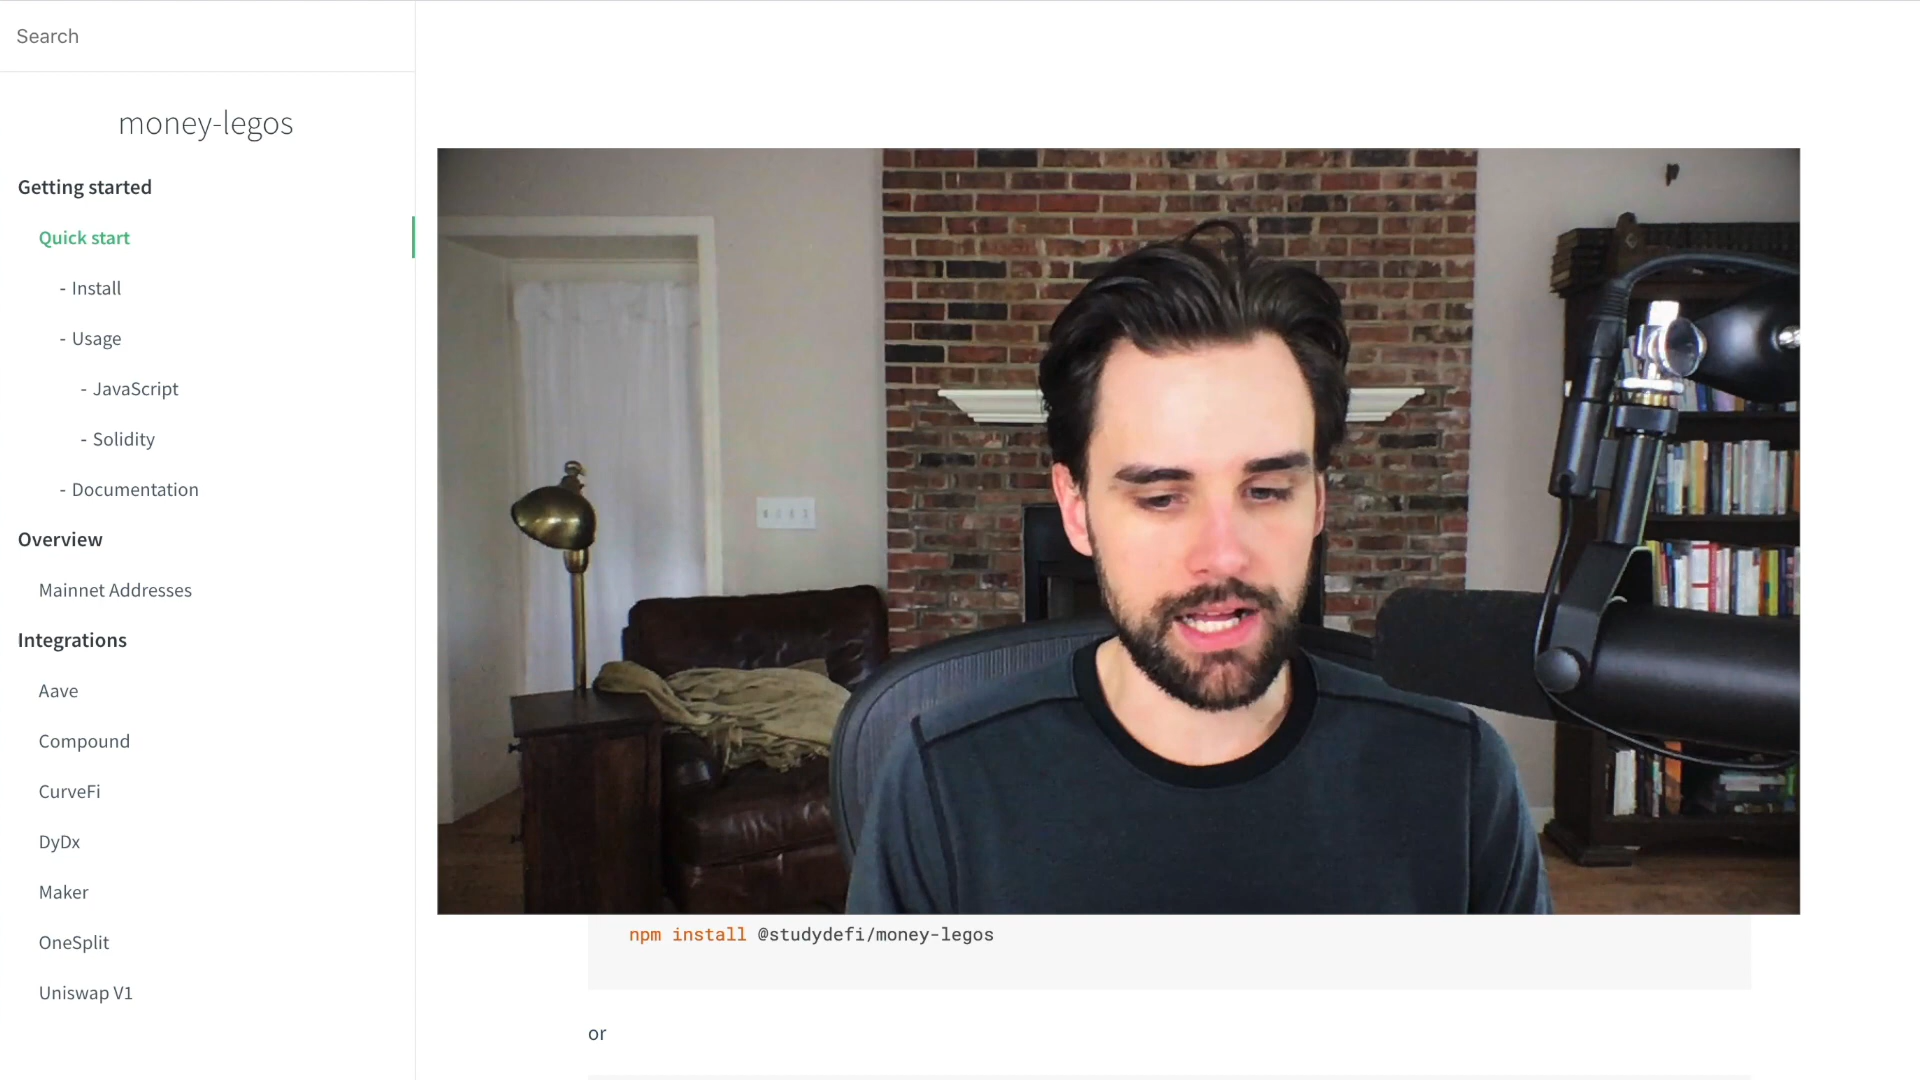 Search
money-legos
Getting started
Quick start
- Install
- Usage
- JavaScript
- Solidity
- Documentation
Overview
Mainnet Addresses
Integrations
Aave
Compound
CurveFi
DyDx
Maker
OneSplit
Uniswap V1
npm install @studydefi/money-legos
or